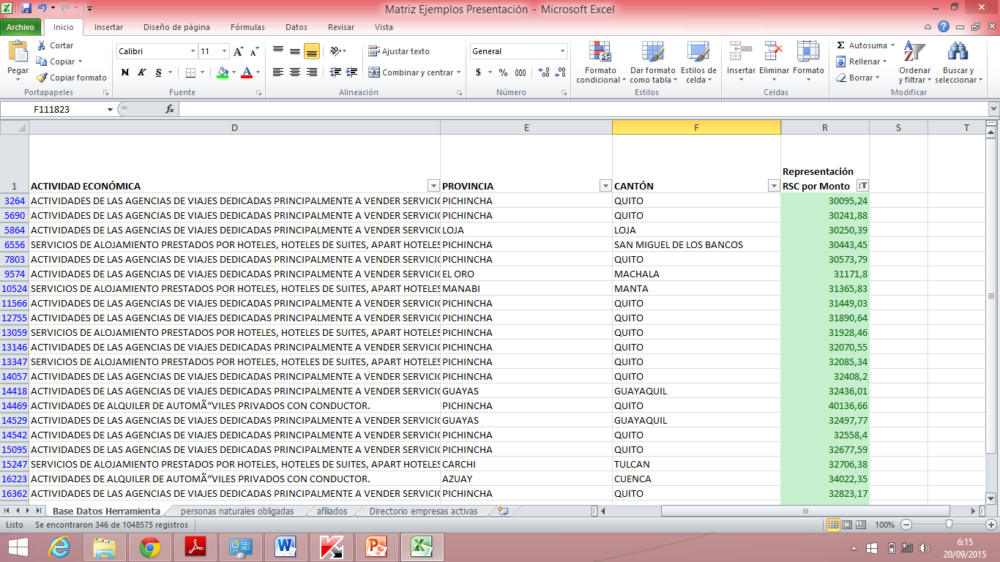 Matriz Ejemplos Presentación - Microsoft Excel
Archivo Inicio Insertar Diseño de página Fórmulas Datos Revisar Vista
Pegar
Cortar
Copiar
Copiar formato
Portapapeles
Calibri 11
N K S
Fuente
Ajustar texto
Combinar y centrar
Alineación
General
$ % 000
Número
Formato condicional
Dar formato como tabla
Estilos de celda
Estilos
Insertar Eliminar Formato
Celdas
Autosuma
Rellenar
Borrar
Ordenar y filtrar
Buscar y seleccionar
Modificar
F111823 fx
D E F R S T
1 ACTIVIDAD ECONÓMICA PROVINCIA CANTÓN Representación RSC por Monto
3264 ACTIVIDADES DE LAS AGENCIAS DE VIAJES DEDICADAS PRINCIPALMENTE A VENDER SERVICIO PICHINCHA QUITO 30095,24
5690 ACTIVIDADES DE LAS AGENCIAS DE VIAJES DEDICADAS PRINCIPALMENTE A VENDER SERVICIO PICHINCHA QUITO 30241,88
5864 ACTIVIDADES DE LAS AGENCIAS DE VIAJES DEDICADAS PRINCIPALMENTE A VENDER SERVICIO LOJA LOJA 30250,39
6556 SERVICIOS DE ALOJAMIENTO PRESTADOS POR HOTELES, HOTELES DE SUITES, APART HOTELES PICHINCHA SAN MIGUEL DE LOS BANCOS 30443,45
7803 ACTIVIDADES DE LAS AGENCIAS DE VIAJES DEDICADAS PRINCIPALMENTE A VENDER SERVICIO PICHINCHA QUITO 30573,79
9574 ACTIVIDADES DE LAS AGENCIAS DE VIAJES DEDICADAS PRINCIPALMENTE A VENDER SERVICIO EL ORO MACHALA 31171,8
10524 SERVICIOS DE ALOJAMIENTO PRESTADOS POR HOTELES, HOTELES DE SUITES, APART HOTELES MANABI MANTA 31365,83
11566 ACTIVIDADES DE LAS AGENCIAS DE VIAJES DEDICADAS PRINCIPALMENTE A VENDER SERVICIO PICHINCHA QUITO 31449,03
12755 ACTIVIDADES DE LAS AGENCIAS DE VIAJES DEDICADAS PRINCIPALMENTE A VENDER SERVICIO PICHINCHA QUITO 31890,64
13059 SERVICIOS DE ALOJAMIENTO PRESTADOS POR HOTELES, HOTELES DE SUITES, APART HOTELES PICHINCHA QUITO 31928,46
13146 ACTIVIDADES DE LAS AGENCIAS DE VIAJES DEDICADAS PRINCIPALMENTE A VENDER SERVICIO PICHINCHA QUITO 32070,55
13347 SERVICIOS DE ALOJAMIENTO PRESTADOS POR HOTELES, HOTELES DE SUITES, APART HOTELES PICHINCHA QUITO 32085,34
14057 ACTIVIDADES DE LAS AGENCIAS DE VIAJES DEDICADAS PRINCIPALMENTE A VENDER SERVICIO PICHINCHA QUITO 32408,2
14418 ACTIVIDADES DE LAS AGENCIAS DE VIAJES DEDICADAS PRINCIPALMENTE A VENDER SERVICIO GUAYAS GUAYAQUIL 32436,01
14469 ACTIVIDADES DE ALQUILER DE AUTOMÃ“VILES PRIVADOS CON CONDUCTOR. PICHINCHA QUITO 40136,66
14529 ACTIVIDADES DE LAS AGENCIAS DE VIAJES DEDICADAS PRINCIPALMENTE A VENDER SERVICIO GUAYAS GUAYAQUIL 32497,77
14542 ACTIVIDADES DE LAS AGENCIAS DE VIAJES DEDICADAS PRINCIPALMENTE A VENDER SERVICIO PICHINCHA QUITO 32558,4
15095 ACTIVIDADES DE LAS AGENCIAS DE VIAJES DEDICADAS PRINCIPALMENTE A VENDER SERVICIO PICHINCHA QUITO 32677,59
15247 SERVICIOS DE ALOJAMIENTO PRESTADOS POR HOTELES, HOTELES DE SUITES, APART HOTELES CARCHI TULCAN 32706,38
16223 ACTIVIDADES DE ALQUILER DE AUTOMÃ“VILES PRIVADOS CON CONDUCTOR. AZUAY CUENCA 34022,35
16362 ACTIVIDADES DE LAS AGENCIAS DE VIAJES DEDICADAS PRINCIPALMENTE A VENDER SERVICIO PICHINCHA QUITO 32823,17
Base Datos Herramienta personas naturales obligadas afiliados Directorio empresas activas
Listo Se encontraron 346 de 1048575 registros 100%
6:15
20/09/2015